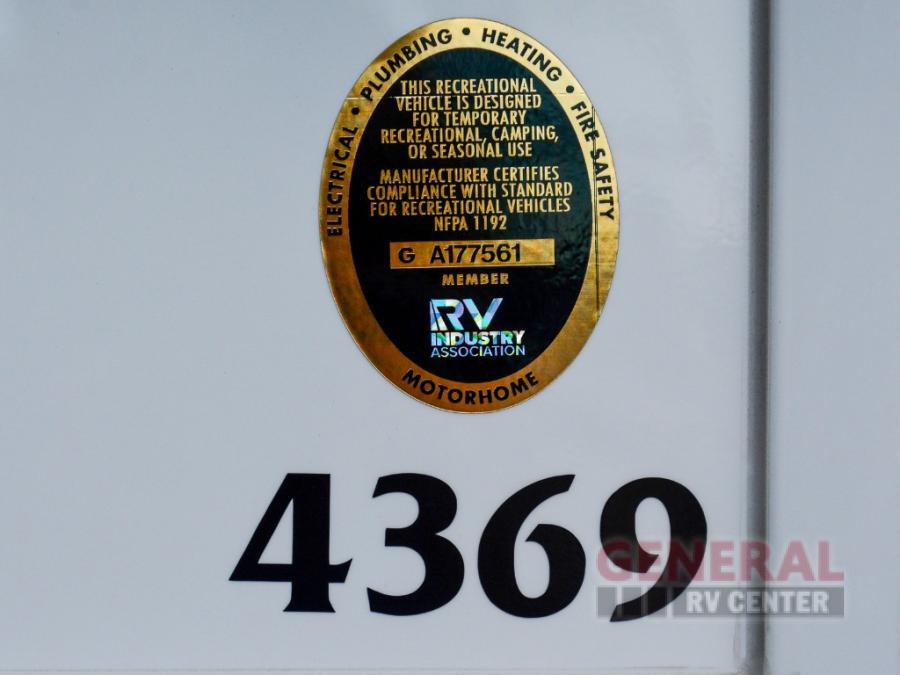 ELECTRICAL • PLUMBING • HEATING • FIRE SAFETY
THIS RECREATIONAL
VEHICLE IS DESIGNED
FOR TEMPORARY
RECREATIONAL, CAMPING,
OR SEASONAL USE
MANUFACTURER CERTIFIES
COMPLIANCE WITH STANDARD
FOR RECREATIONAL VEHICLES
NFPA 1192
G A177561
MEMBER
RV
INDUSTRY
ASSOCIATION
MOTORHOME
4369
GENERAL
RV CENTER